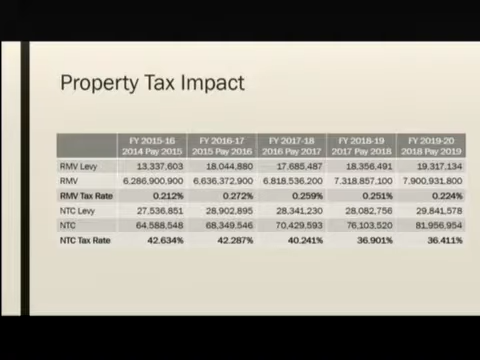 Property Tax Impact
FY 2015-16 FY 2016-17 FY 2017-18 FY 2018-19 FY 2019-20
2014 Pay 2015 2015 Pay 2016 2016 Pay 2017 2017 Pay 2018 2018 Pay 2019
RMV Levy 13,337,603 18,044,880 17,685,487 18,356,491 19,317,134
RMV 6,286,900,900 6,636,372,900 6,818,536,200 7,318,857,100 7,900,931,800
RMV Tax Rate 0.212% 0.272% 0.259% 0.251% 0.224%
NTC Levy 27,536,851 28,902,895 28,341,230 28,082,756 29,841,578
NTC 64,588,548 68,349,546 70,429,593 76,103,520 81,956,954
NTC Tax Rate 42.634% 42.287% 40.241% 36.901% 36.411%